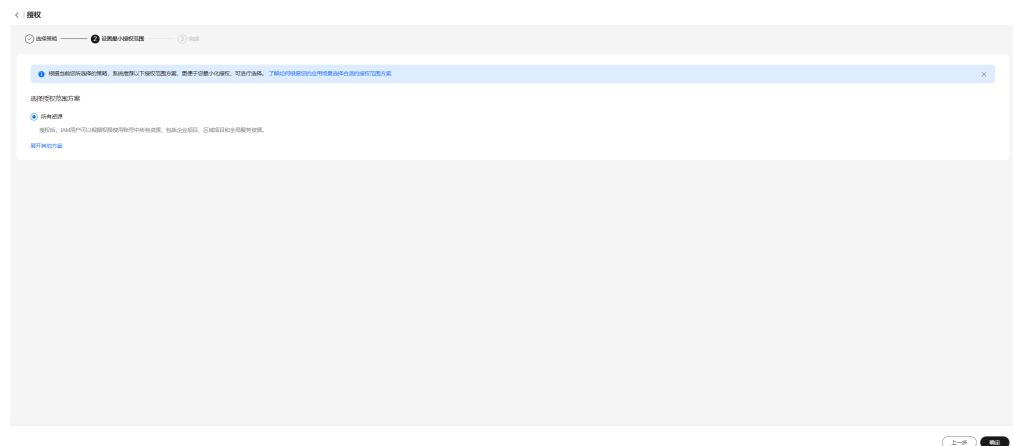 授权
选择策略
2 设置最小授权范围
3 完成
根据当前您所选择的策略，系统推荐以下授权范围方案，更便于您最小化授权，可进行选择。 了解如何根据您的应用场景选择合适的授权范围方案
选择授权范围方案
所有资源
授权后，IAM用户可以根据权限使用账号中所有资源，包括企业项目、区域项目和全局服务资源。
展开其他方案
上一步
确定